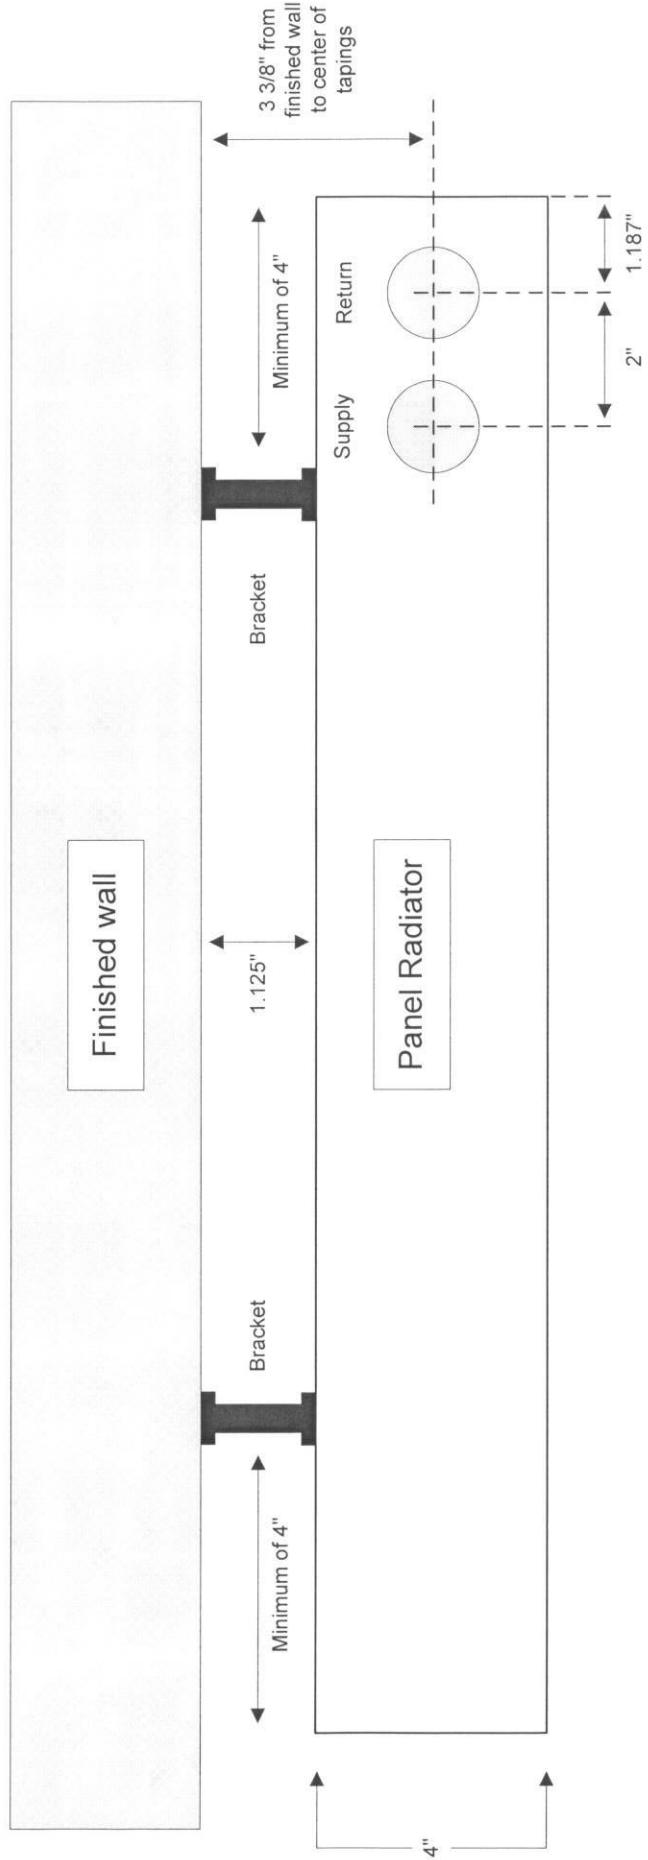 3 3/8" from
finished wall
to center of
tapings
Finished wall
Minimum of 4"
Bracket
1.125"
Bracket
Minimum of 4"
Return
Supply
Panel Radiator
1.187"
2"
4"